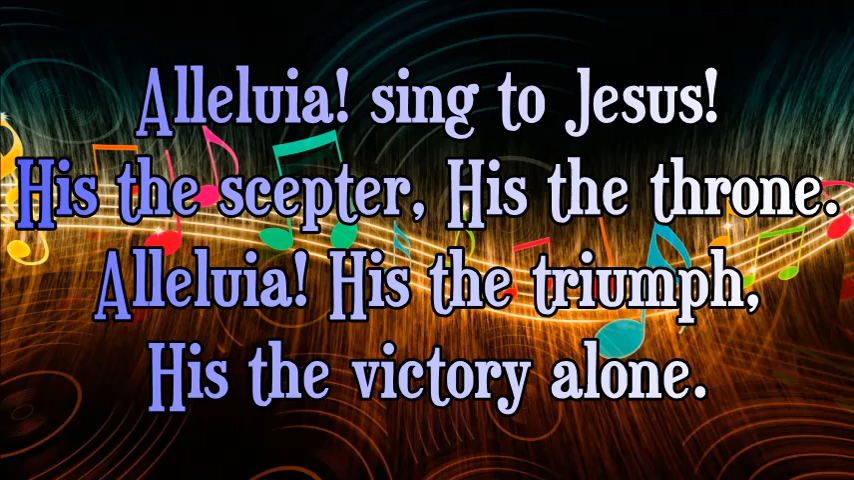 Alleluia! sing to Jesus!
His the scepter, His the throne.
Alleluia! His the triumph,
His the victory alone.